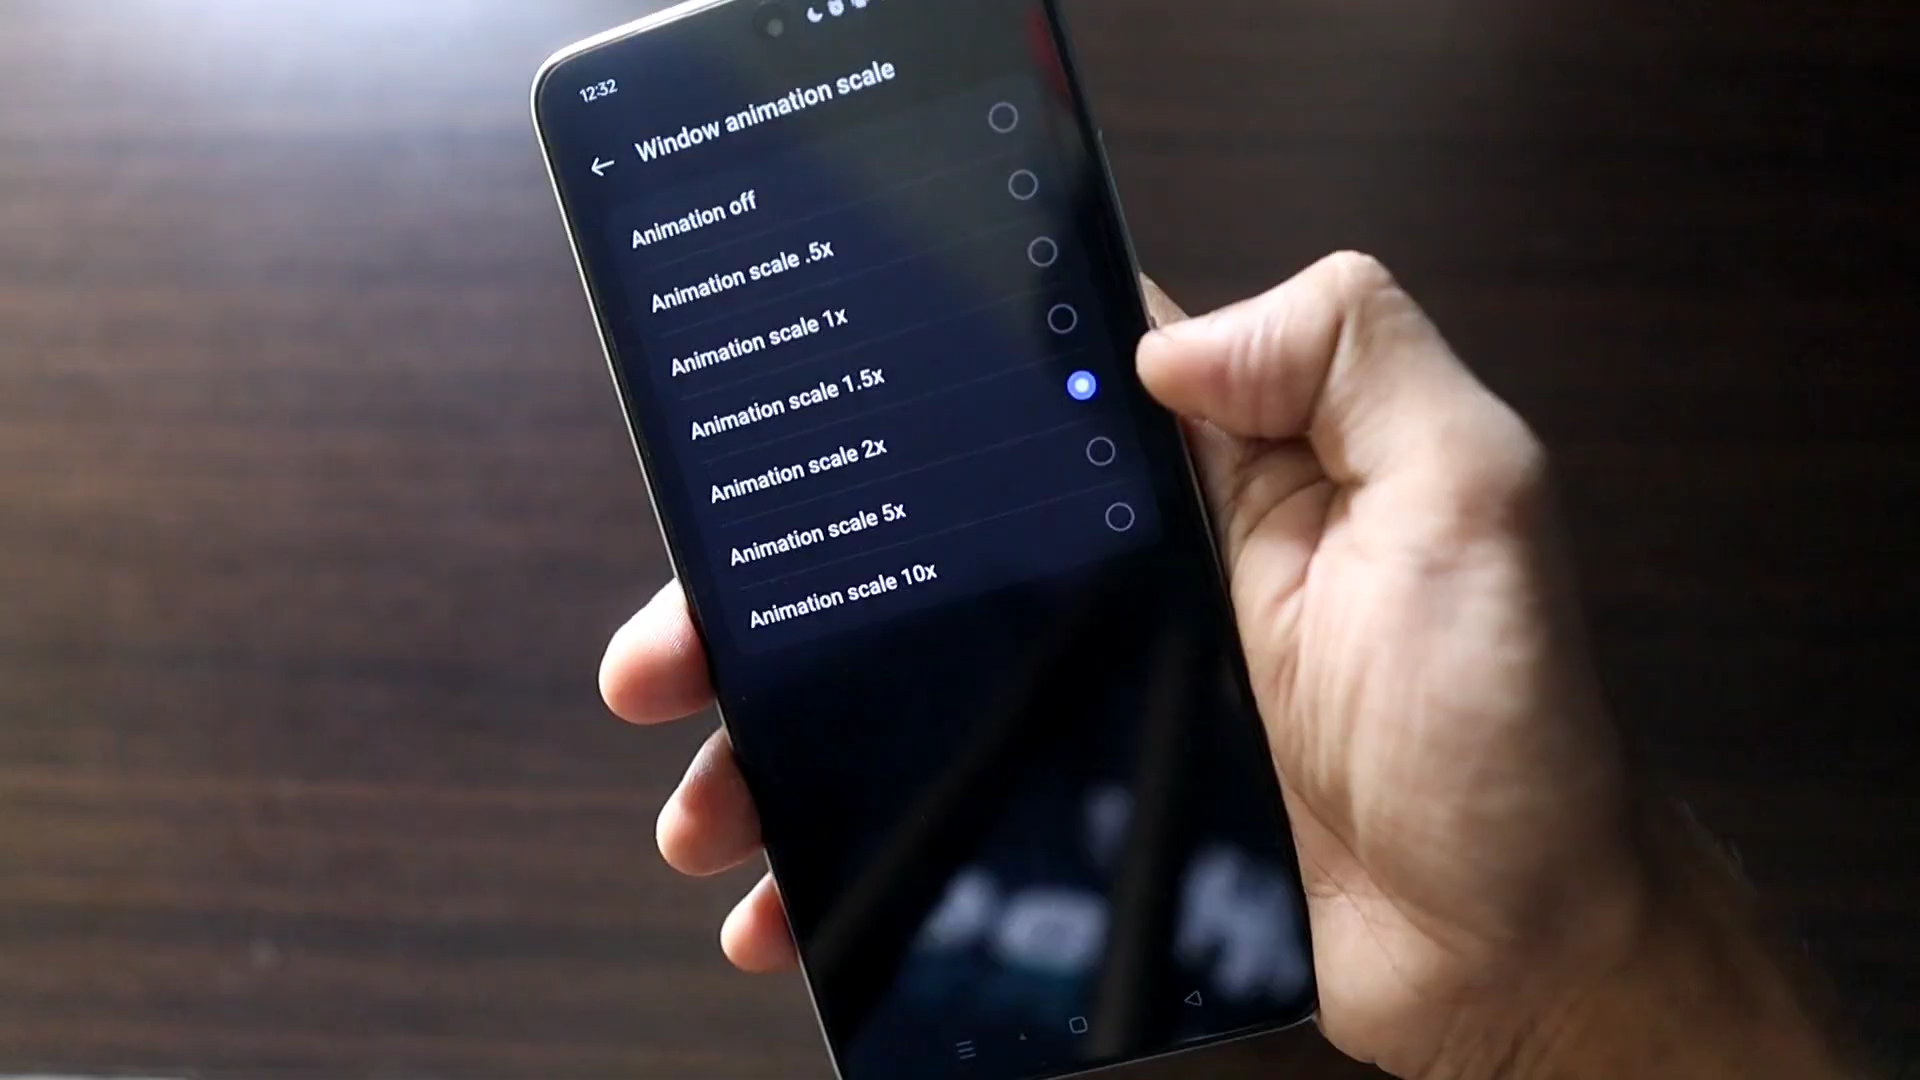 12:32
Window animation scale
Animation off
Animation scale .5x
Animation scale 1x
Animation scale 1.5x
Animation scale 2x
Animation scale 5x
Animation scale 10x